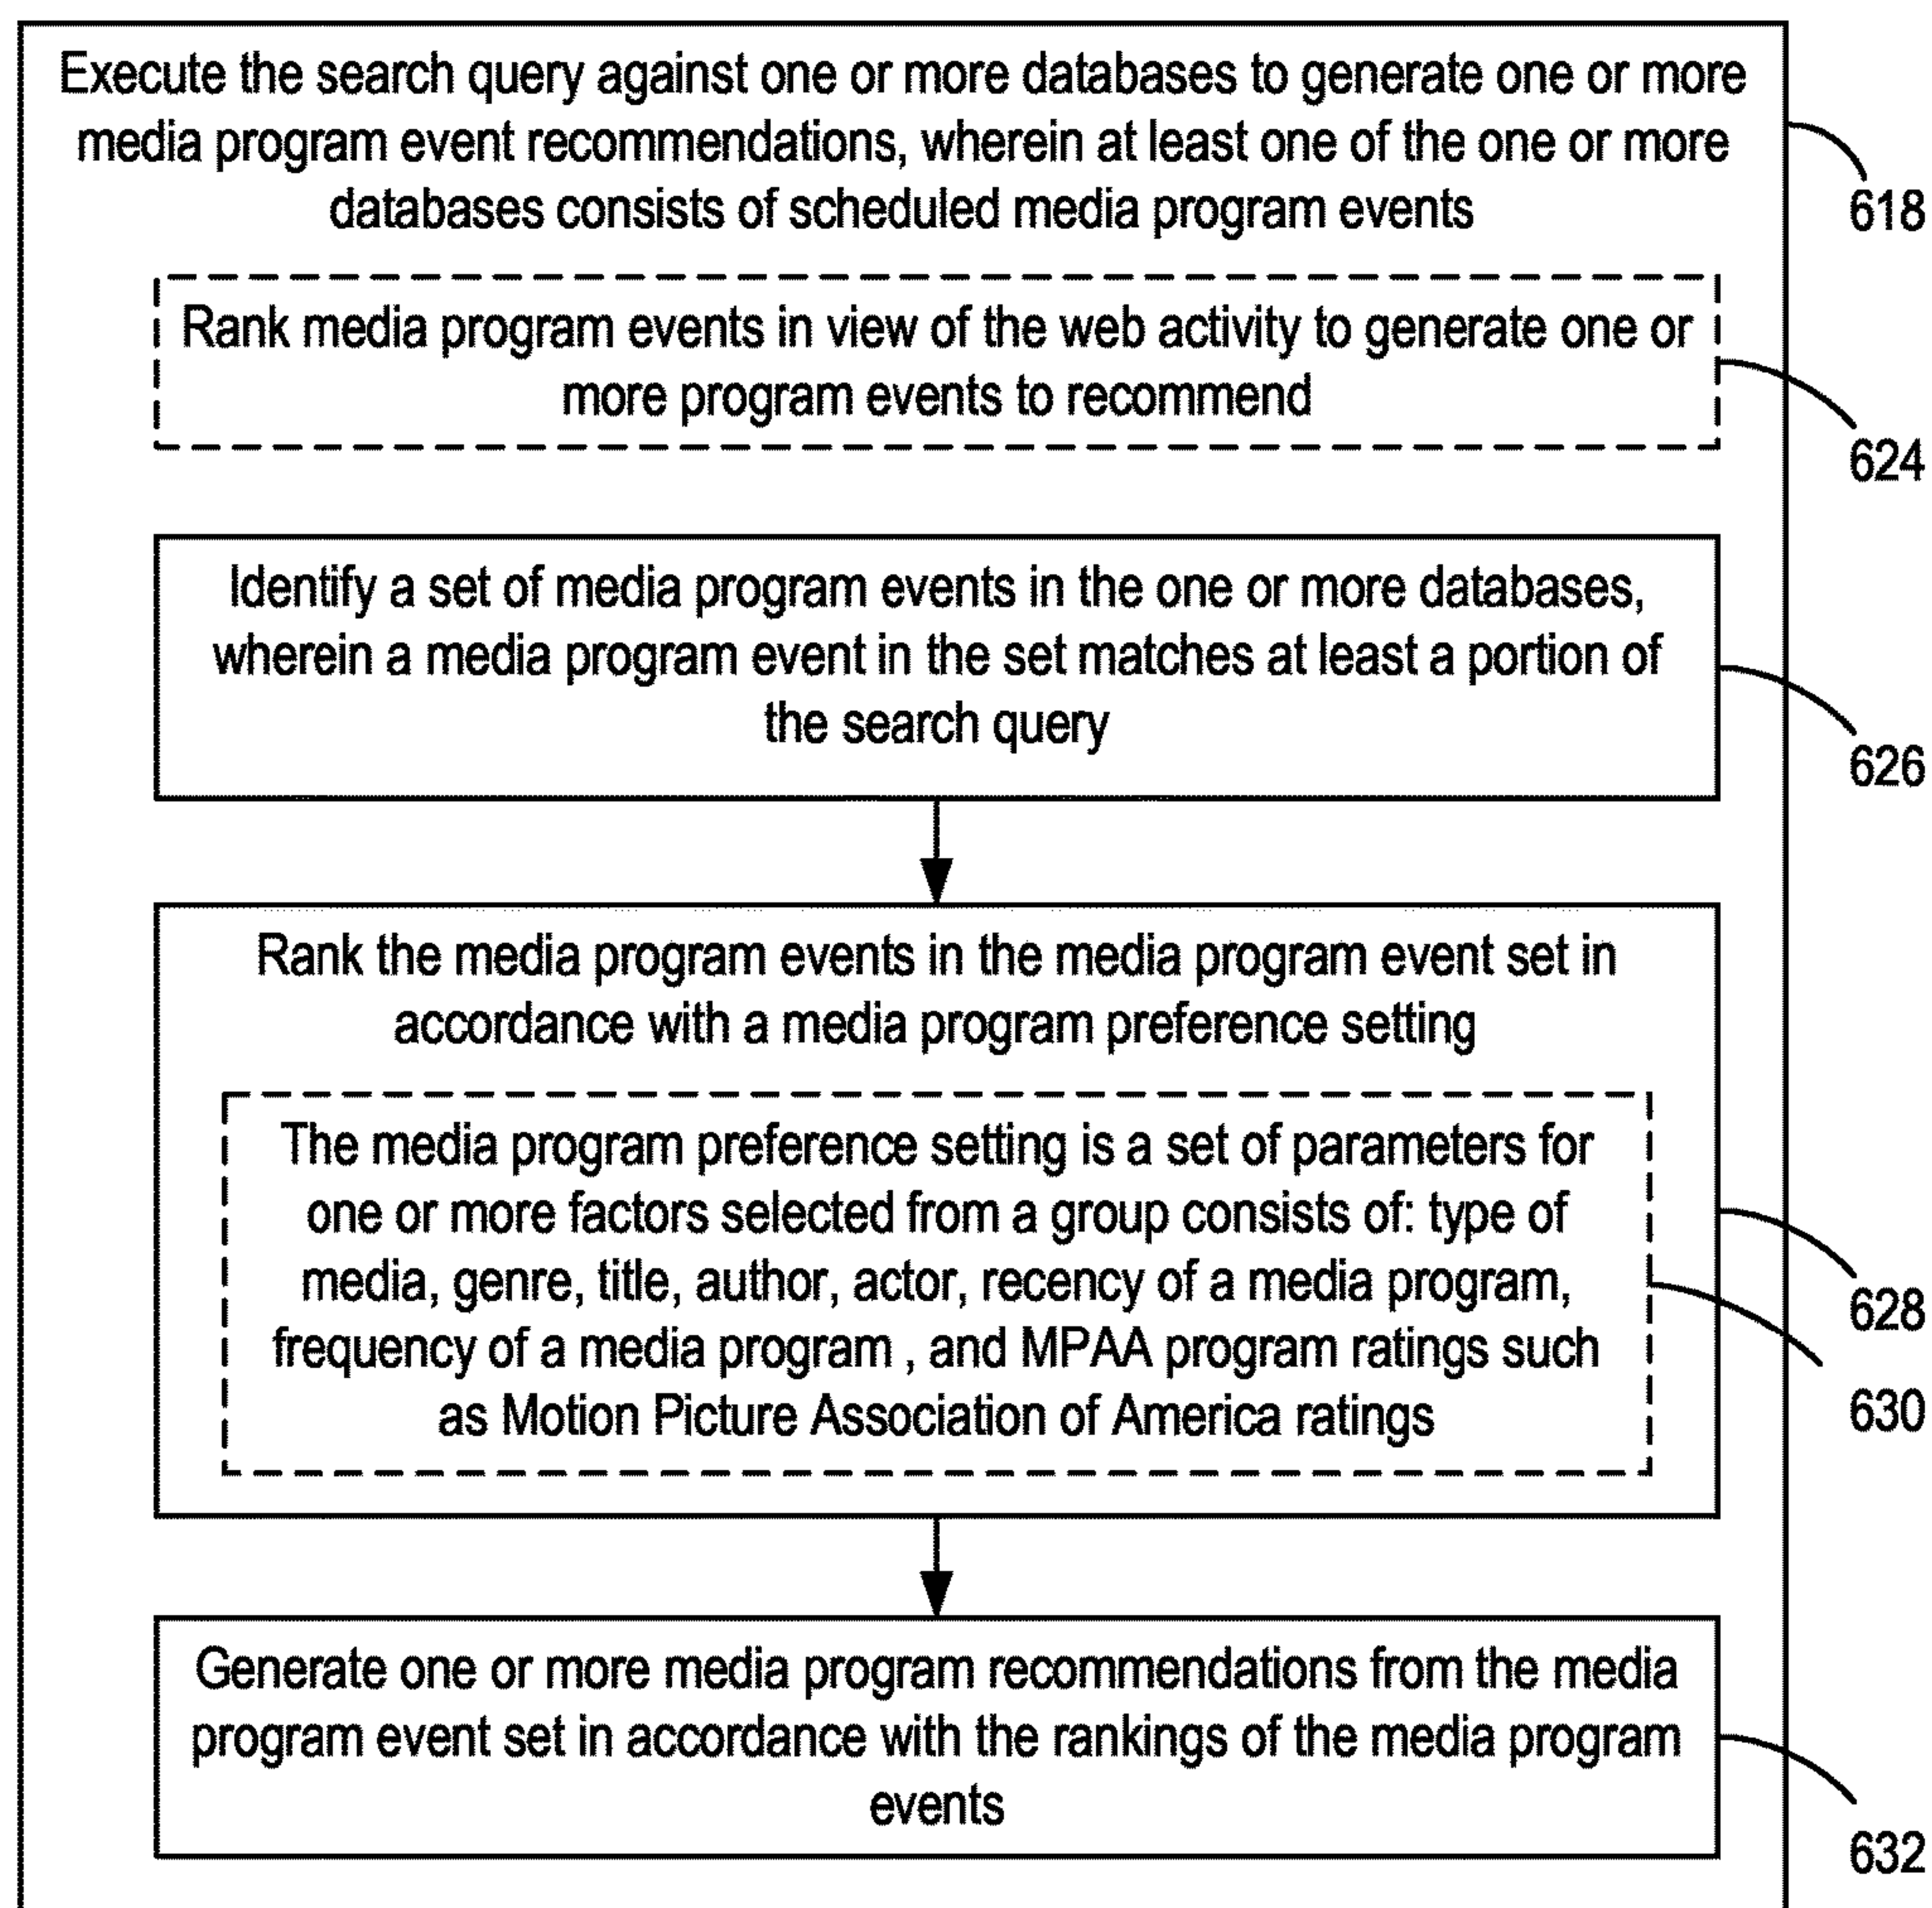 Execute the search query against one or more databases to generate one or more
media program event recommendations, wherein at least one of the one or more
databases consists of scheduled media program events
618
Rank media program events in view of the web activity to generate one or
more program events to recommend
624
Identify a set of media program events in the one or more databases,
wherein a media program event in the set matches at least a portion of
the search query
626
Rank the media program events in the media program event set in
accordance with a media program preference setting
The media program preference setting is a set of parameters for
one or more factors selected from a group consists of: type of
media, genre, title, author, actor, recency of a media program,
frequency of a media program , and MPAA program ratings such
as Motion Picture Association of America ratings
628
630
Generate one or more media program recommendations from the media
program event set in accordance with the rankings of the media program
events
632